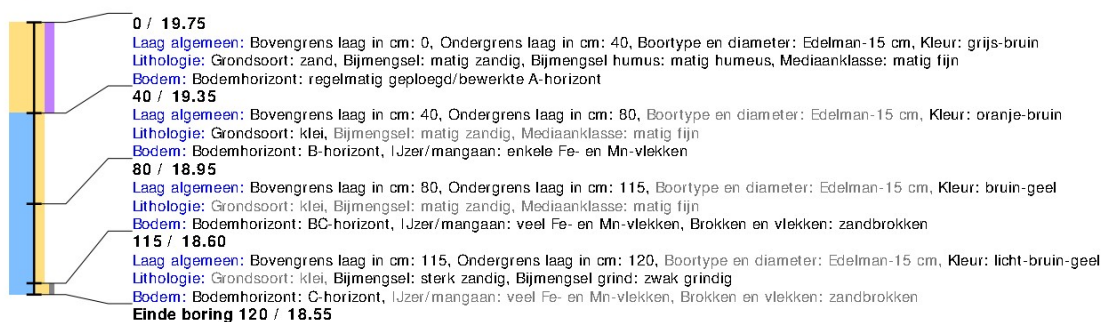 0 / 19.75
Laag algemeen: Bovengrens laag in cm: 0, Ondergrens laag in cm: 40, Boortype en diameter: Edelman-15 cm, Kleur: grijs-bruin
Lithologie: Grondsoort: zand, Bijmengsel: matig zandig, Bijmengsel humus: matig humeus, Mediaanklasse: matig fijn
Bodem: Bodemhorizont: regelmatig geploegd/bewerkte A-horizont
40 / 19.35
Laag algemeen: Bovengrens laag in cm: 40, Ondergrens laag in cm: 80, Boortype en diameter: Edelman-15 cm, Kleur: oranje-bruin
Lithologie: Grondsoort: klei, Bijmengsel: matig zandig, Mediaanklasse: matig fijn
Bodem: Bodemhorizont: B-horizont, IJzer/mangaan: enkele Fe- en Mn-vlekken
80 / 18.95
Laag algemeen: Bovengrens laag in cm: 80, Ondergrens laag in cm: 115, Boortype en diameter: Edelman-15 cm, Kleur: bruin-geel
Lithologie: Grondsoort: klei, Bijmengsel: matig zandig, Mediaanklasse: matig fijn
Bodem: Bodemhorizont: BC-horizont, IJzer/mangaan: veel Fe- en Mn-vlekken, Brokken en vlekken: zandbrokken
115 / 18.60
Laag algemeen: Bovengrens laag in cm: 115, Ondergrens laag in cm: 120, Boortype en diameter: Edelman-15 cm, Kleur: licht-bruin-geel
Lithologie: Grondsoort: klei, Bijmengsel: sterk zandig, Bijmengsel grind: zwak grindig
Bodem: Bodemhorizont: C-horizont, IJzer/mangaan: veel Fe- en Mn-vlekken, Brokken en vlekken: zandbrokken
Einde boring 120 / 18.55